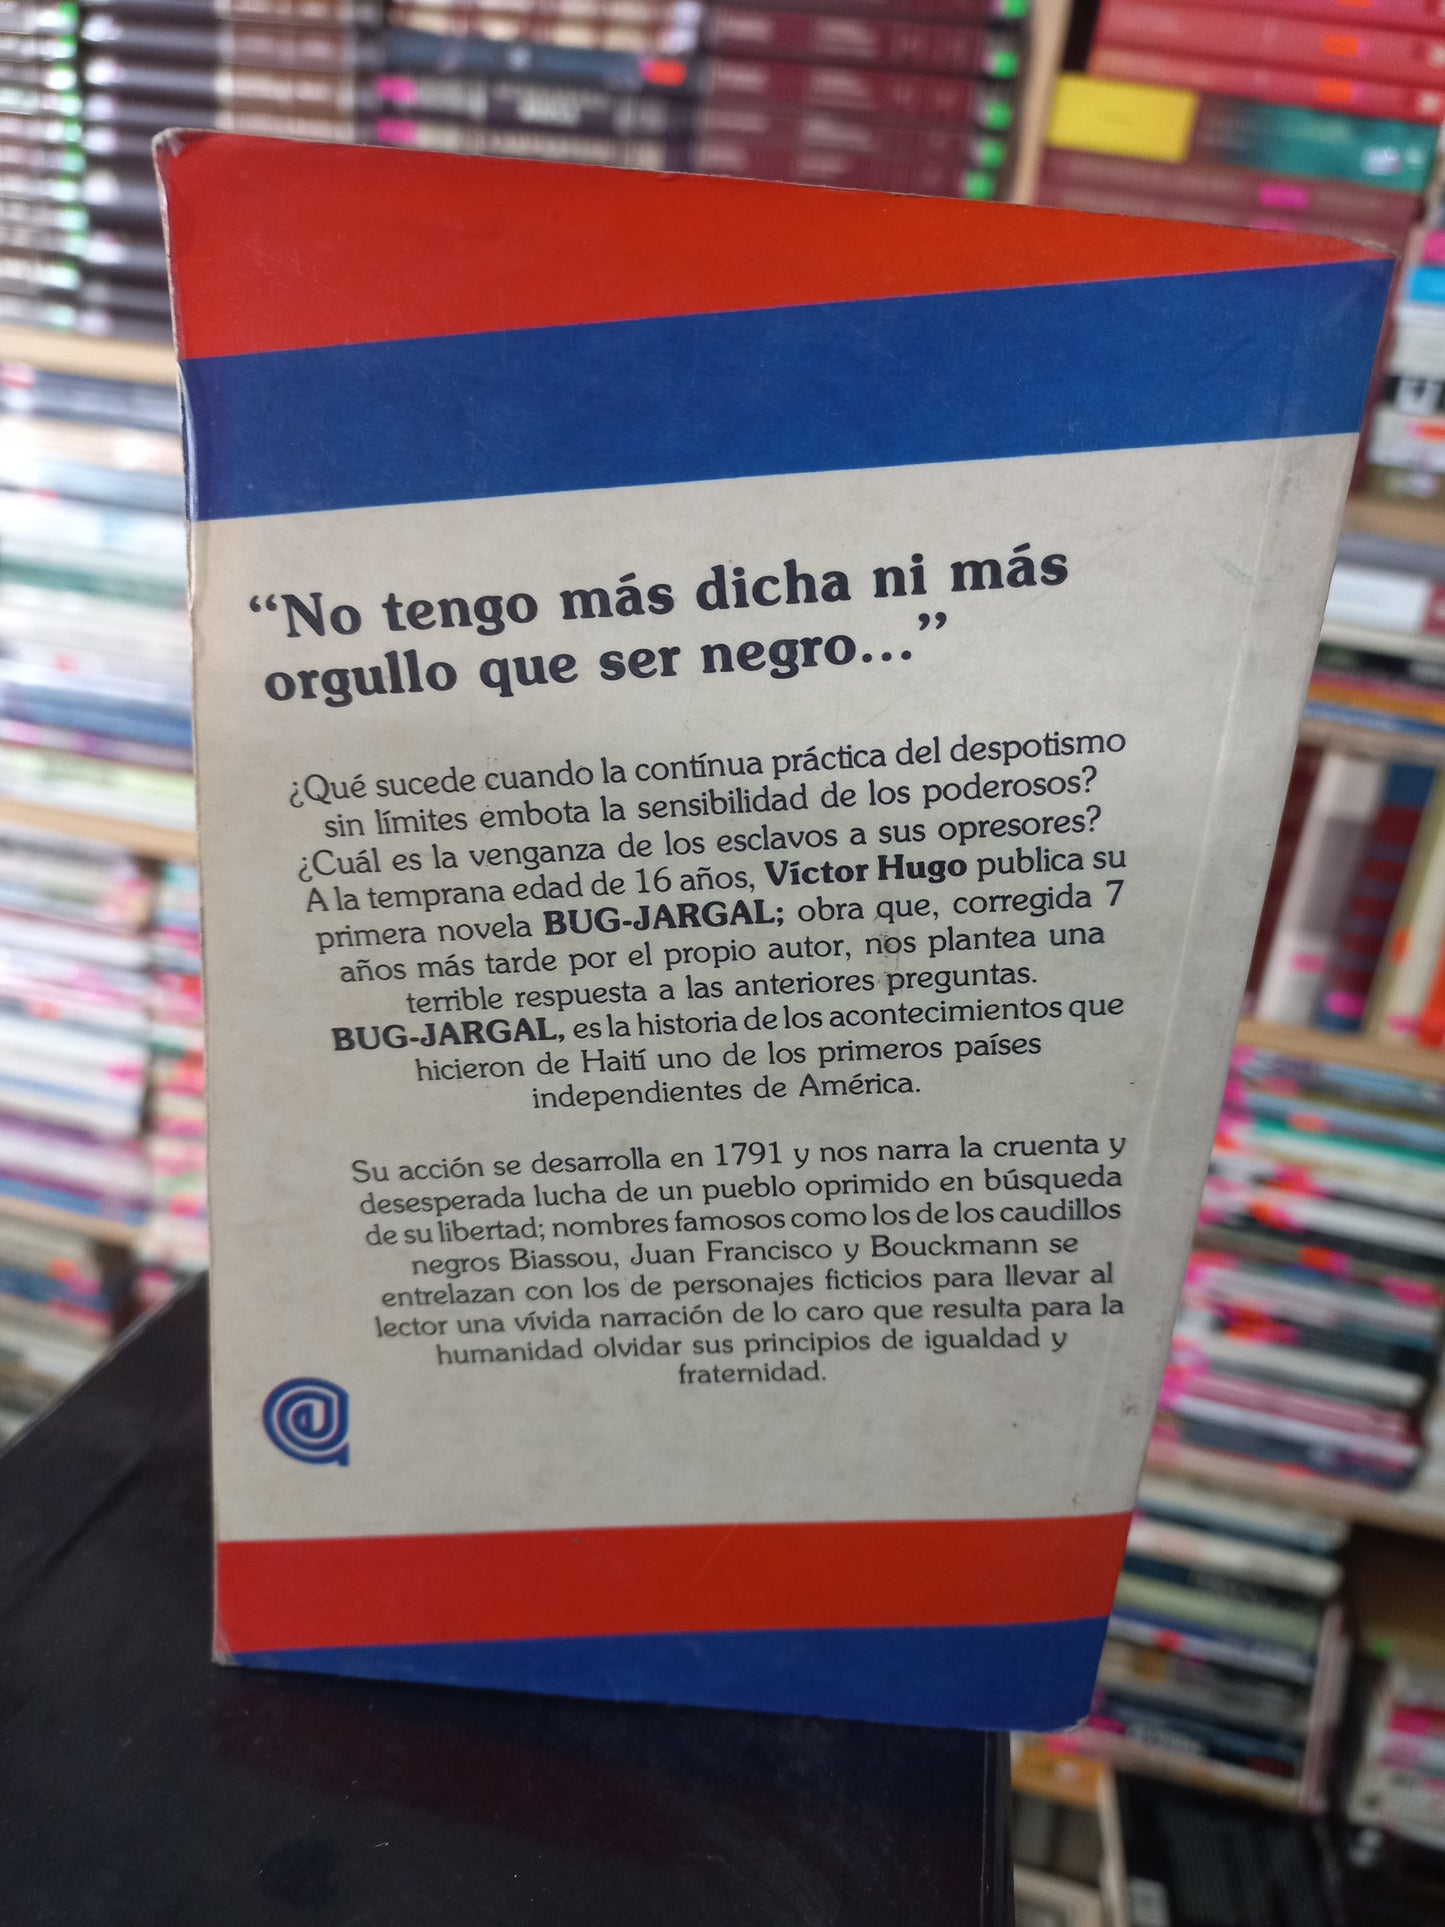 “No tengo más dicha ni más
orgullo que ser negro...”
¿Qué sucede cuando la contínua práctica del despotismo
sin límites embota la sensibilidad de los poderosos?
¿Cuál es la venganza de los esclavos a sus opresores?
A la temprana edad de 16 años, Víctor Hugo publica su
primera novela BUG-JARGAL; obra que, corregida 7
años más tarde por el propio autor, nos plantea una
terrible respuesta a las anteriores preguntas.
BUG-JARGAL, es la historia de los acontecimientos que
hicieron de Haití uno de los primeros países
independientes de América.
Su acción se desarrolla en 1791 y nos narra la cruenta y
desesperada lucha de un pueblo oprimido en búsqueda
de su libertad; nombres famosos como los de los caudillos
negros Biassou, Juan Francisco y Bouckmann se
entrelazan con los de personajes ficticios para llevar al
lector una vívida narración de lo caro que resulta para la
humanidad olvidar sus principios de igualdad y
fraternidad.